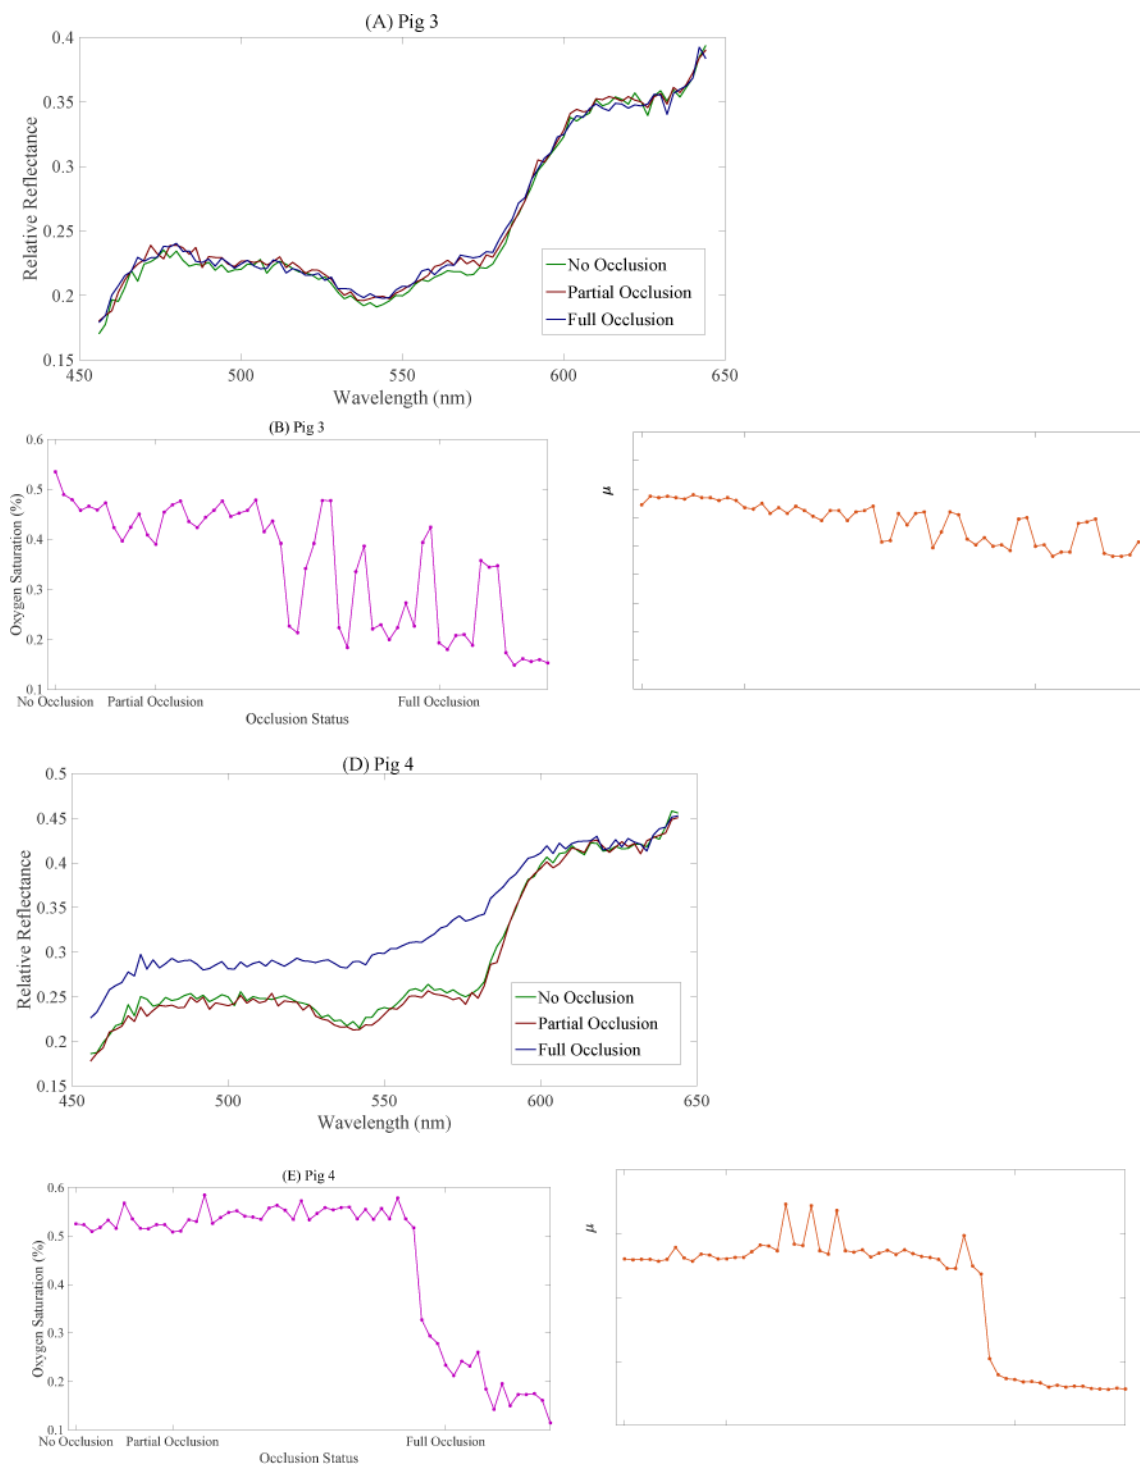 (A) Pig 3
0.4
0.35
0.3
0.25
0.2
0.15
Relative Reflectance
No Occlusion
Partial Occlusion
Full Occlusion
450 500 550 600 650
Wavelength (nm)
(B) Pig 3
0.6
0.5
0.4
0.3
0.2
0.1
Oxygen Saturation (%)
No Occlusion Partial Occlusion Full Occlusion
Occlusion Status
μ
(D) Pig 4
0.5
0.45
0.4
0.35
0.3
0.25
0.2
0.15
Relative Reflectance
No Occlusion
Partial Occlusion
Full Occlusion
450 500 550 600 650
Wavelength (nm)
(E) Pig 4
0.6
0.5
0.4
0.3
0.2
0.1
Oxygen Saturation (%)
No Occlusion Partial Occlusion Full Occlusion
Occlusion Status
μ